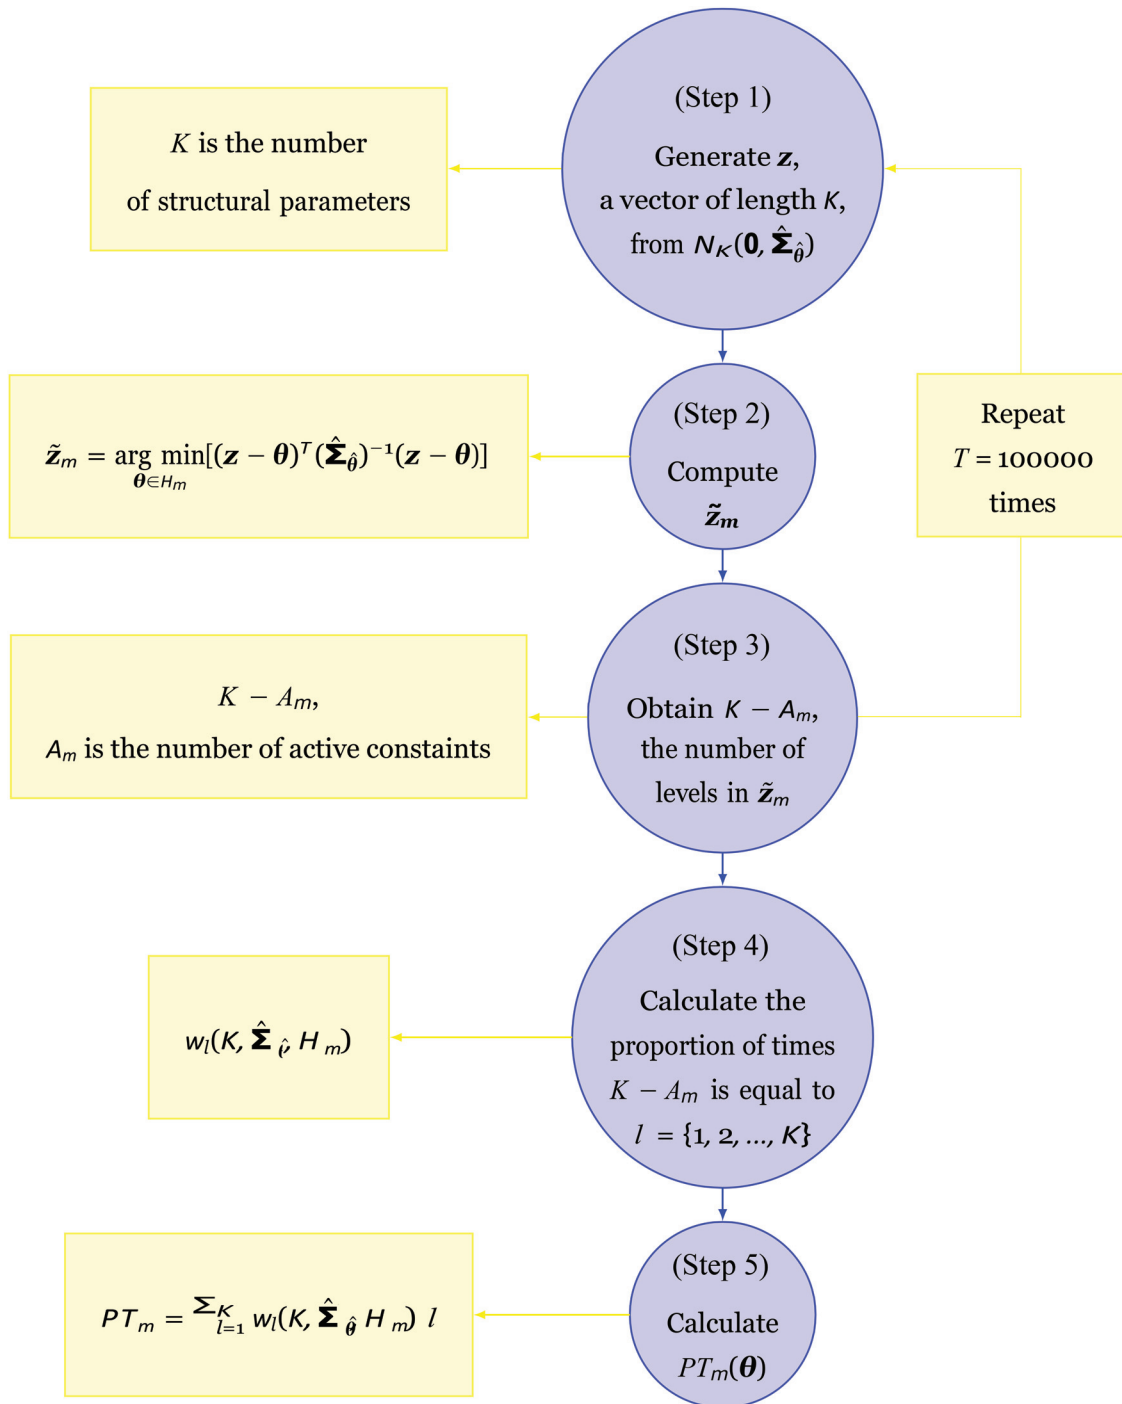 (Step 1)
Generate z,
a vector of length K,
from N_K(0, Σ̂_θ̂)
K is the number
of structural parameters
(Step 2)
Compute
z̃_m
z̃_m = arg min[(z − θ)^T(Σ̂_θ̂)^−1(z − θ)]
θ∈H_m
Repeat
T = 100000
times
(Step 3)
Obtain K − A_m,
the number of
levels in z̃_m
K − A_m,
A_m is the number of active constaints
(Step 4)
Calculate the
proportion of times
K − A_m is equal to
l = {1, 2, ..., K}
w_l(K, Σ̂_θ̂, H_m)
(Step 5)
Calculate
PT_m(θ)
PT_m = Σ^K_l=1 w_l(K, Σ̂_θ̂ H_m) l